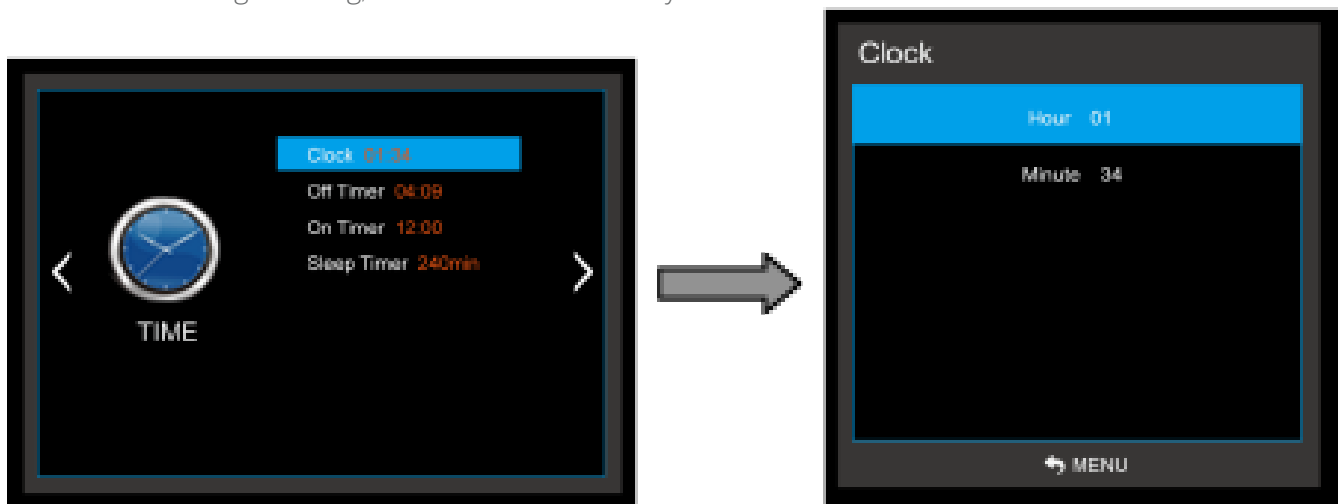 Clock 01:34
Off Timer 04:09
On Timer 12:00
Sleep Timer 240min
TIME
Clock
Hour 01
Minute 34
MENU